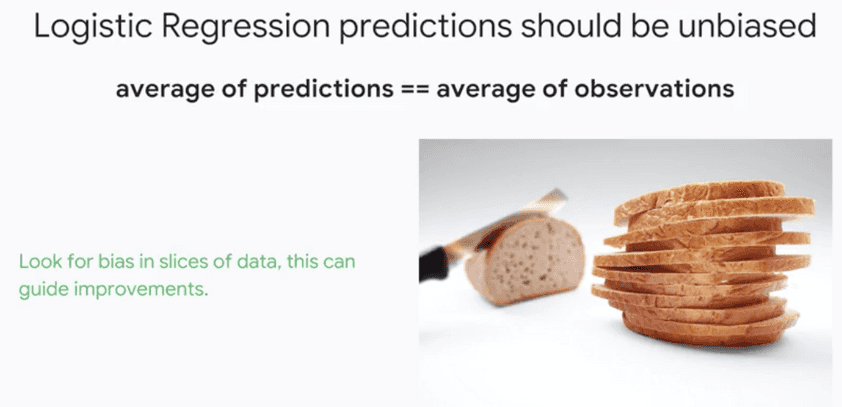 Logistic Regression predictions should be unbiased
average of predictions == average of observations
Look for bias in slices of data, this can
guide improvements.